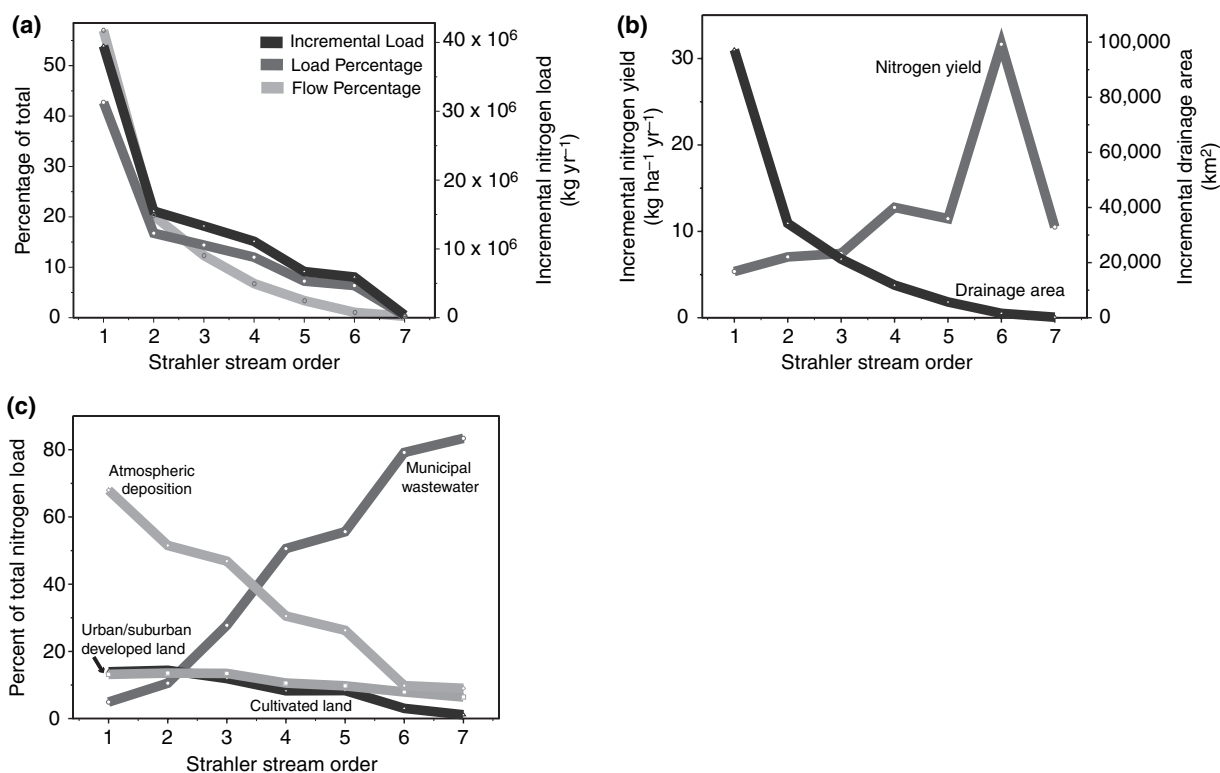 (a)
Incremental Load
Load Percentage
Flow Percentage
Percentage of total
50
40
30
20
10
0
40 x 10⁶
30 x 10⁶
20 x 10⁶
10 x 10⁶
0
Incremental nitrogen load
(kg yr⁻¹)
1 2 3 4 5 6 7
Strahler stream order
(b)
Incremental nitrogen yield
(kg ha⁻¹ yr⁻¹)
30
20
10
0
Nitrogen yield
Drainage area
100,000
80,000
60,000
40,000
20,000
0
Incremental drainage area
(km²)
1 2 3 4 5 6 7
Strahler stream order
(c)
Percent of total nitrogen load
80
60
40
20
0
Atmospheric
deposition
Municipal
wastewater
Urban/suburban
developed land
Cultivated land
1 2 3 4 5 6 7
Strahler stream order